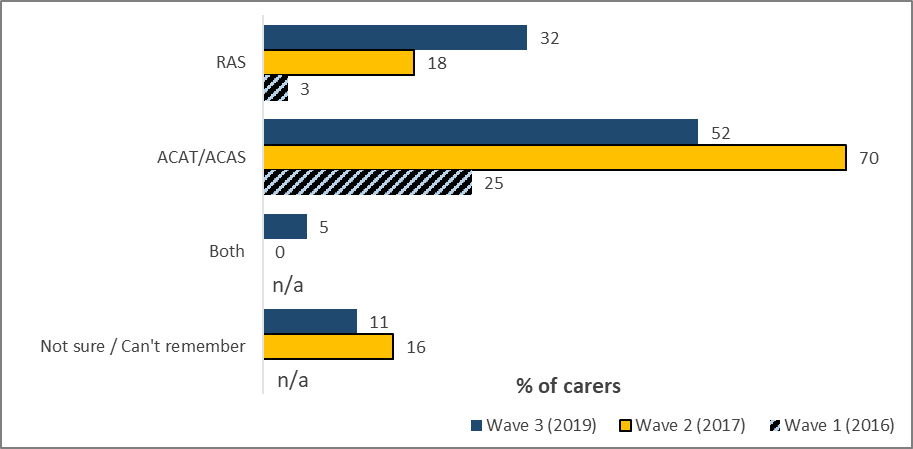 32
RAS
18
3
52
ACAT/ACAS
70
25
5
Both
0
n/a
11
Not sure / Can't remember
16
n/a
% of carers
Wave 3 (2019) Wave 2 (2017) Wave 1 (2016)